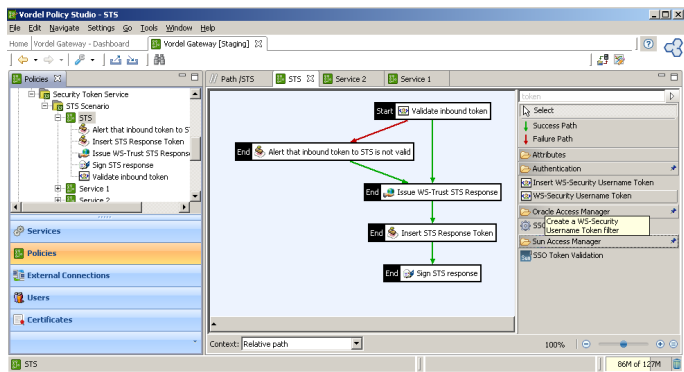 Vordel Policy Studio - STS
File Edit Navigate Settings Go Tools Window Help
Home Vordel Gateway - Dashboard Vordel Gateway [Staging]
Policies
Security Token Service
STS Scenario
STS
Alert that inbound token to S
Insert STS Response Token
Issue WS-Trust STS Respons
Sign STS response
Validate inbound token
Service 1
Service 2
Services
Policies
External Connections
Users
Certificates
// Path /STS STS Service 2 Service 1
Start Validate inbound token
End Alert that inbound token to STS is not valid
End Issue WS-Trust STS Response
End Insert STS Response Token
End Sign STS response
Context: Relative path
token
Select
Success Path
Failure Path
Attributes
Authentication
Insert WS-Security Username Token
WS-Security Username Token
Oracle Access Manager
SSO
Create a WS-Security
Username Token filter
Sun Access Manager
SSO Token Validation
100%
STS
86M of 127M